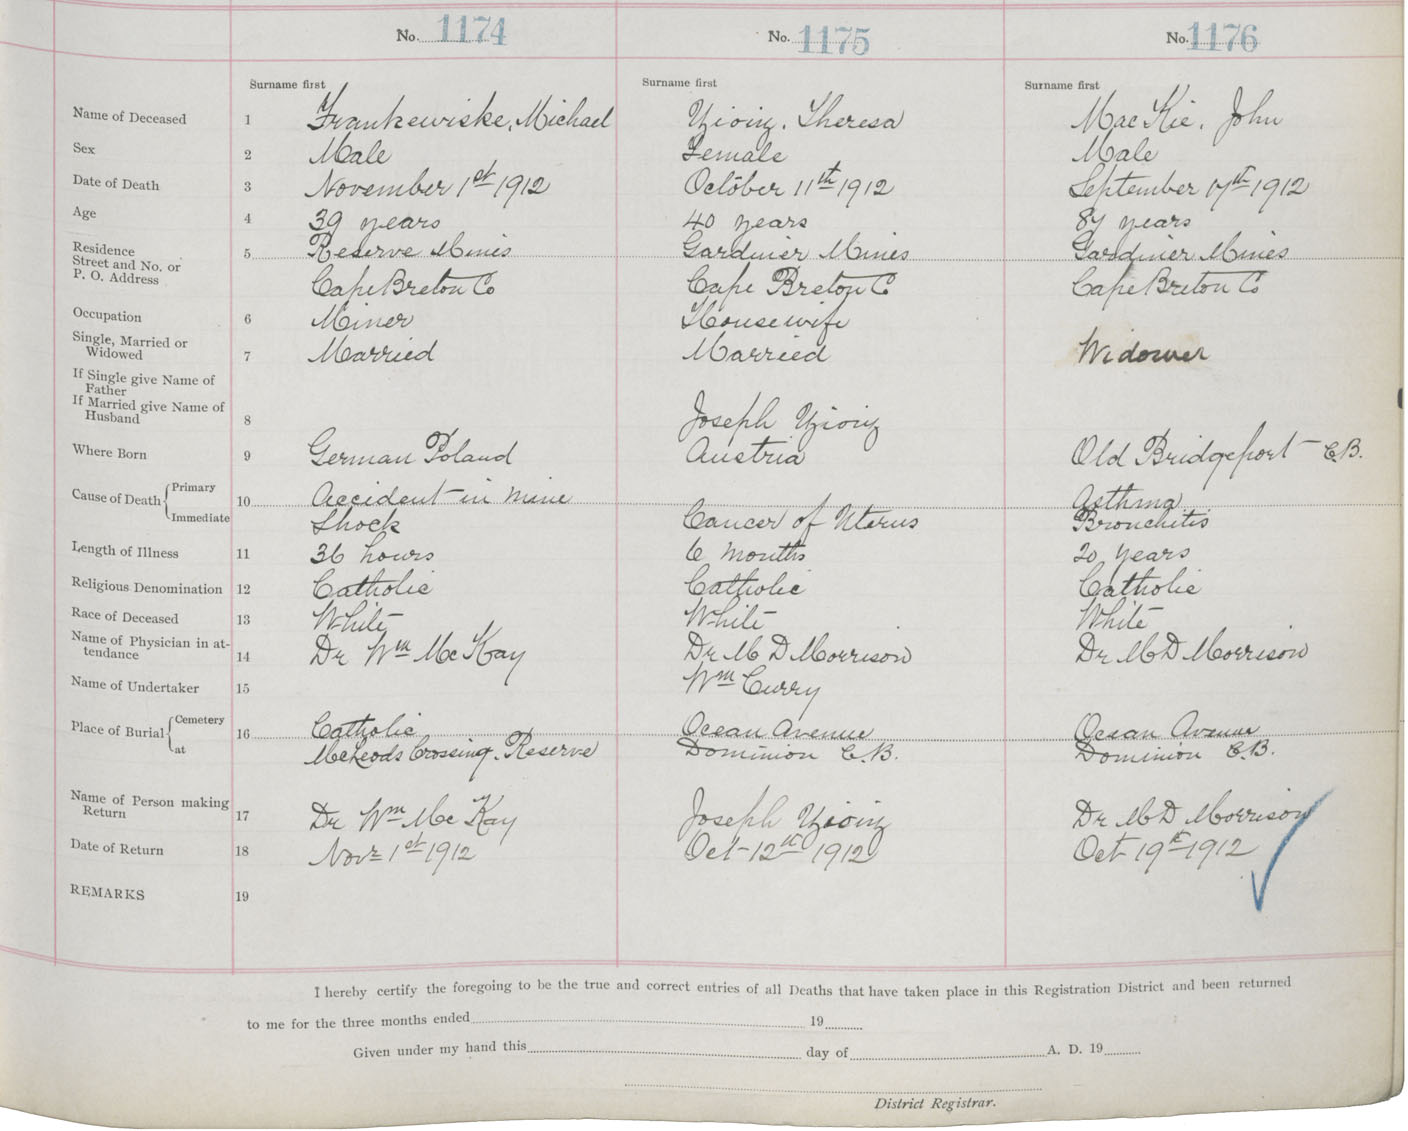 No. 1174 No. 1175 No. 1176
Surname first Surname first Surname first
Name of Deceased 1 Frankewiske, Michael Theresa MacKie, John
Sex 2 Male Female Male
Date of Death 3 November 1st 1912 October 11th 1912 September 17th 1912
Age 4 39 years 40 years 87 years
Residence
Street and No. or
P. O. Address
5 Reserve Mines Gardinier Mines Gardinier Mines
Cape Breton Co Cape Breton Co Cape Breton Co
Occupation 6 Miner Housewife
Single, Married or
Widowed 7 Married Married Widower
If Single give Name of
Father
If Married give Name of
Husband 8 Joseph
Where Born 9 German Poland Austria Old Bridgeport C.B.
Cause of Death Primary 10 Accident in mine Asthma
Immediate Shock Cancer of Uterus Bronchitis
Length of Illness 11 36 hours 6 months 20 years
Religious Denomination 12 Catholic Catholic Catholic
Race of Deceased 13 White White White
Name of Physician in at-
tendance 14 Dr Wm McKay Dr M D Morrison Dr M D Morrison
Name of Undertaker 15 Wm Curry
Place of Burial Cemetery 16 Catholic Ocean Avenue Ocean Avenue
at McLeods Crossing. Reserve Dominion C.B. Dominion C.B.
Name of Person making
Return 17 Dr Wm McKay Joseph Dr M D Morrison
Date of Return 18 Novr 1st 1912 Oct 12th 1912 Oct 19th 1912
REMARKS 19
I hereby certify the foregoing to be the true and correct entries of all Deaths that have taken place in this Registration District and been returned
to me for the three months ended 19
Given under my hand this day of A. D. 19
District Registrar.